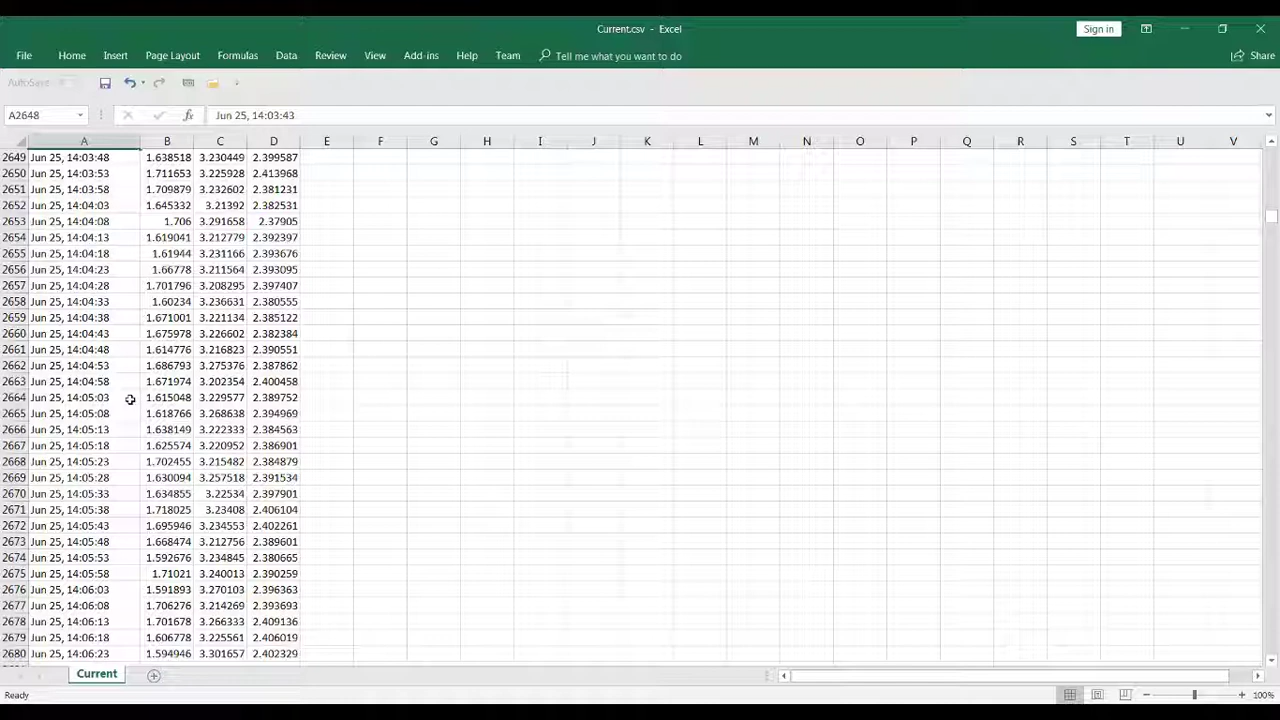 Current.csv - Excel
Sign in
File Home Insert Page Layout Formulas Data Review View Add-ins Help Team Tell me what you want to do Share
AutoSave
A2648 fx Jun 25, 14:03:43
A B C D E F G H I J K L M N O P Q R S T U V
2649 Jun 25, 14:03:48 1.638518 3.230449 2.399587
2650 Jun 25, 14:03:53 1.711653 3.225928 2.413968
2651 Jun 25, 14:03:58 1.709879 3.232602 2.381231
2652 Jun 25, 14:04:03 1.645332 3.21392 2.382531
2653 Jun 25, 14:04:08 1.706 3.291658 2.37905
2654 Jun 25, 14:04:13 1.619041 3.212779 2.392397
2655 Jun 25, 14:04:18 1.61944 3.231166 2.393676
2656 Jun 25, 14:04:23 1.66778 3.211564 2.393095
2657 Jun 25, 14:04:28 1.701796 3.208295 2.397407
2658 Jun 25, 14:04:33 1.60234 3.236631 2.380555
2659 Jun 25, 14:04:38 1.671001 3.221134 2.385122
2660 Jun 25, 14:04:43 1.675978 3.226602 2.382384
2661 Jun 25, 14:04:48 1.614776 3.216823 2.390551
2662 Jun 25, 14:04:53 1.686793 3.275376 2.387862
2663 Jun 25, 14:04:58 1.671974 3.202354 2.400458
2664 Jun 25, 14:05:03 1.615048 3.229577 2.389752
2665 Jun 25, 14:05:08 1.618766 3.268638 2.394969
2666 Jun 25, 14:05:13 1.638149 3.222333 2.384563
2667 Jun 25, 14:05:18 1.625574 3.220952 2.386901
2668 Jun 25, 14:05:23 1.702455 3.215482 2.384879
2669 Jun 25, 14:05:28 1.630094 3.257518 2.391534
2670 Jun 25, 14:05:33 1.634855 3.22534 2.397901
2671 Jun 25, 14:05:38 1.718025 3.23408 2.406104
2672 Jun 25, 14:05:43 1.695946 3.234553 2.402261
2673 Jun 25, 14:05:48 1.668474 3.212756 2.389601
2674 Jun 25, 14:05:53 1.592676 3.234845 2.380665
2675 Jun 25, 14:05:58 1.71021 3.240013 2.390259
2676 Jun 25, 14:06:03 1.591893 3.270103 2.396363
2677 Jun 25, 14:06:08 1.706276 3.214269 2.393693
2678 Jun 25, 14:06:13 1.701678 3.266333 2.409136
2679 Jun 25, 14:06:18 1.606778 3.225561 2.406019
2680 Jun 25, 14:06:23 1.594946 3.301657 2.402329
Current
Ready 100%